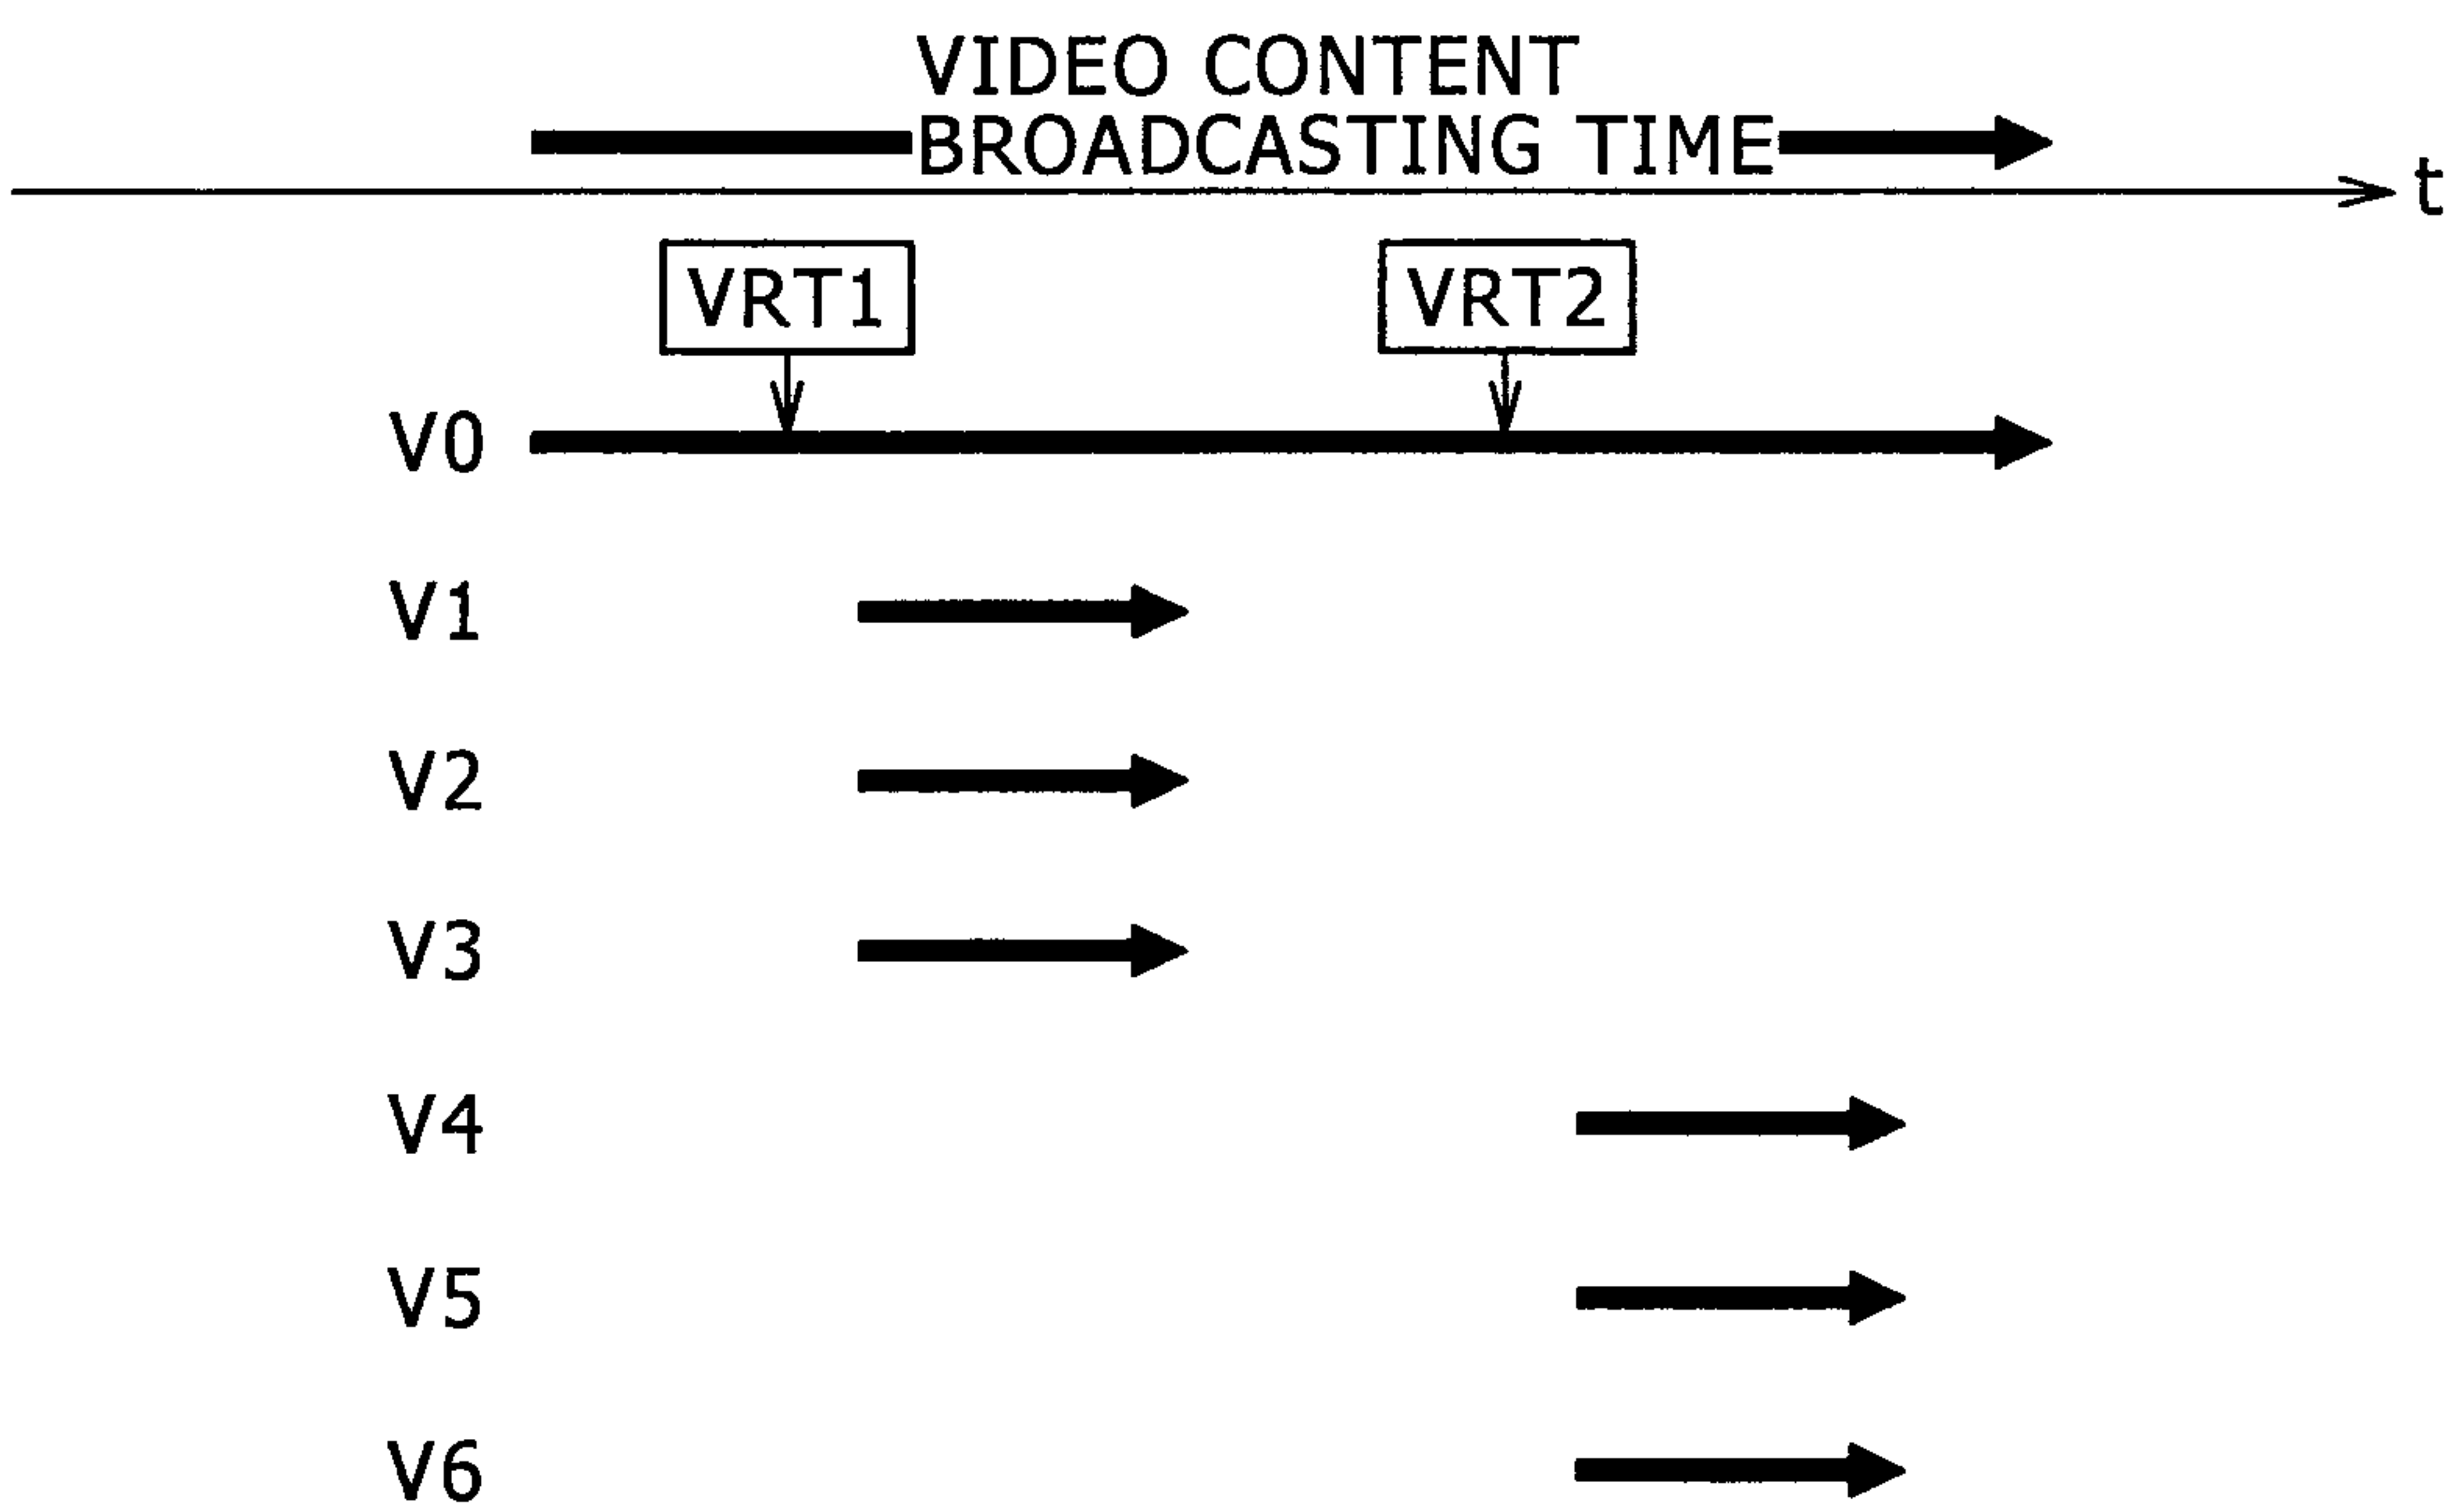 VIDEO CONTENT
BROADCASTING TIME
t
VRT1 VRT2
V0
V1
V2
V3
V4
V5
V6